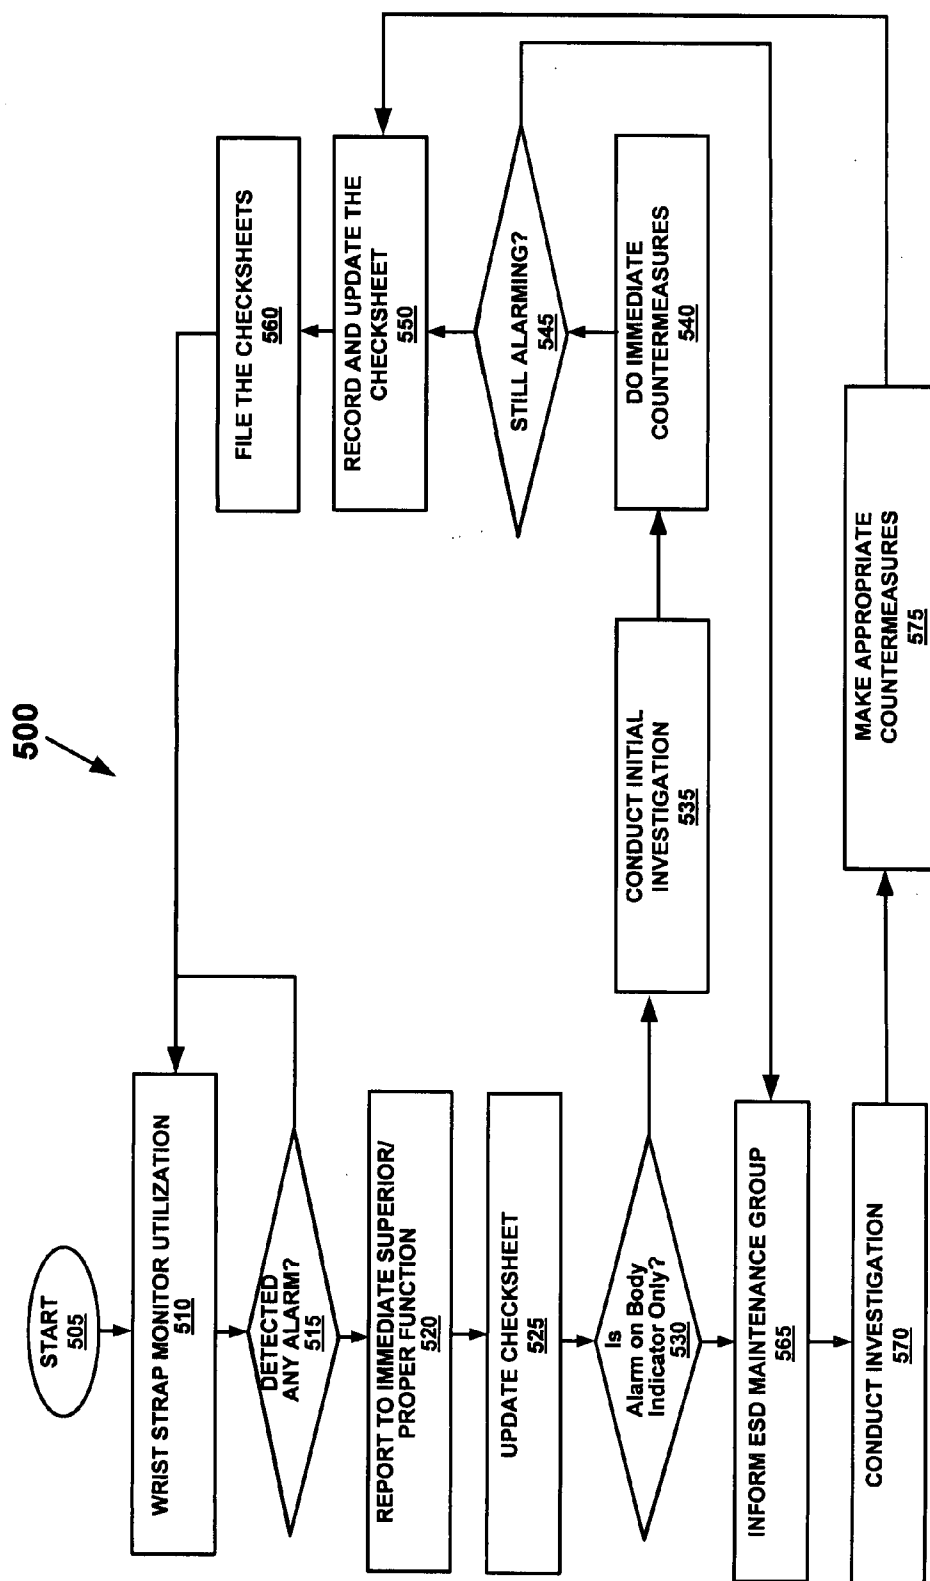 500
START
505
WRIST STRAP MONITOR UTILIZATION
510
DETECTED
ANY ALARM?
515
REPORT TO IMMEDIATE SUPERIOR/
PROPER FUNCTION
520
UPDATE CHECKSHEET
525
Is
Alarm on Body
Indicator Only?
530
INFORM ESD MAINTENANCE GROUP
565
CONDUCT INVESTIGATION
570
CONDUCT INITIAL
INVESTIGATION
535
MAKE APPROPRIATE
COUNTERMEASURES
575
FILE THE CHECKSHEETS
560
RECORD AND UPDATE THE
CHECKSHEET
550
STILL ALARMING?
545
DO IMMEDIATE
COUNTERMEASURES
540